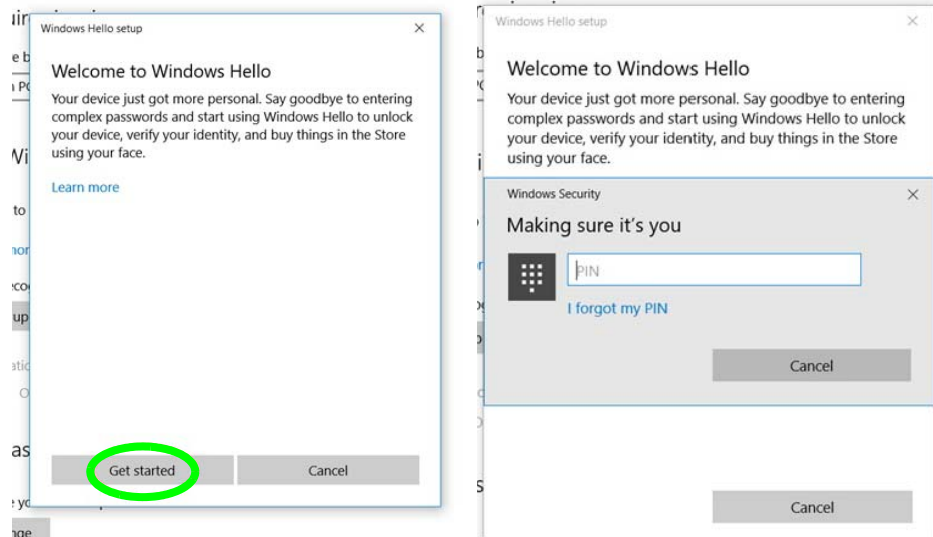 Windows Hello setup
Welcome to Windows Hello
Your device just got more personal. Say goodbye to entering
complex passwords and start using Windows Hello to unlock
your device, verify your identity, and buy things in the Store
using your face.
Learn more
Get started
Cancel
Windows Hello setup
Welcome to Windows Hello
Your device just got more personal. Say goodbye to entering
complex passwords and start using Windows Hello to unlock
your device, verify your identity, and buy things in the Store
using your face.
Windows Security
Making sure it's you
PIN
I forgot my PIN
Cancel
Cancel